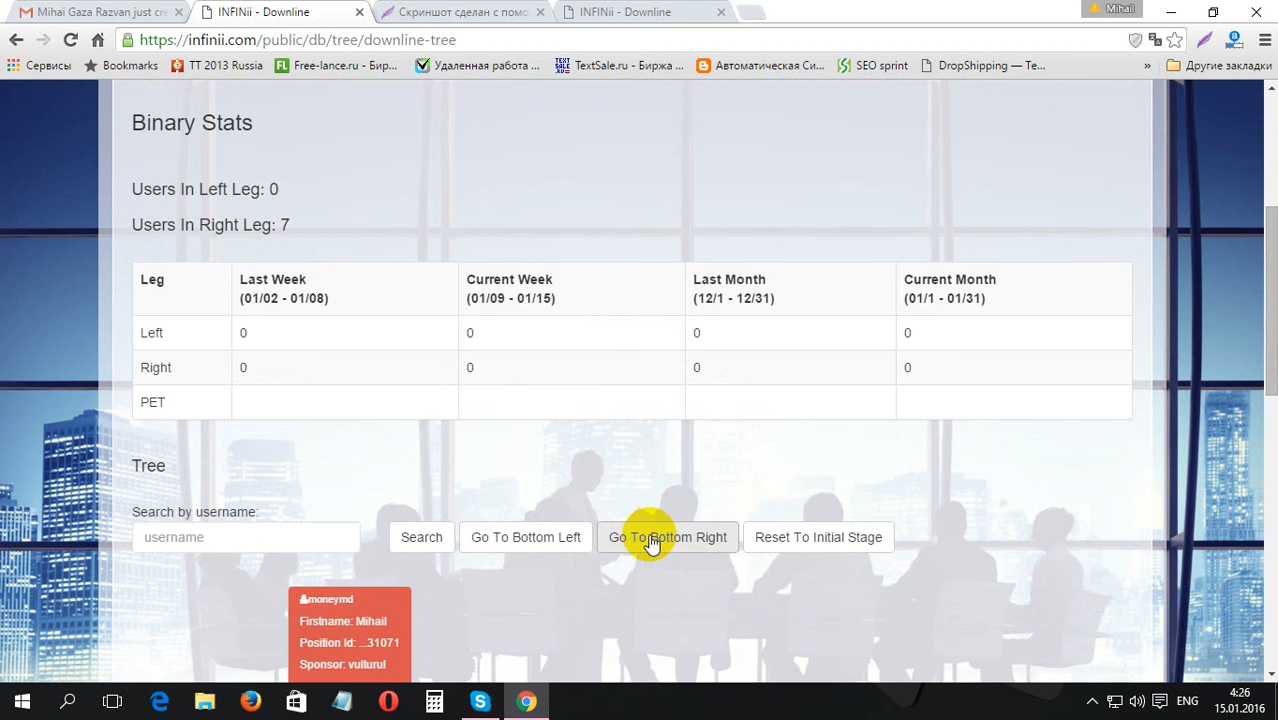 Mihai Gaza Razvan just cre
INFINii - Downline
Скриншот сделан с помо
INFINii - Downline
Mihail
https://infinii.com/public/db/tree/downline-tree
Сервисы
Bookmarks
TT 2013 Russia
Free-lance.ru - Бир...
Удаленная работа ...
TextSale.ru - Биржа ...
Автоматическая Си...
SEO sprint
DropShipping — Те...
»
Другие закладки
Binary Stats
Users In Left Leg: 0
Users In Right Leg: 7
Leg
Last Week
(01/02 - 01/08)
Current Week
(01/09 - 01/15)
Last Month
(12/1 - 12/31)
Current Month
(01/1 - 01/31)
Left 0 0 0 0
Right 0 0 0 0
PET
Tree
Search by username:
username
Search
Go To Bottom Left
Go To Bottom Right
Reset To Initial Stage
moneymd
Firstname: Mihail
Position Id: ...31071
Sponsor: vulturul
ENG
4:26
15.01.2016